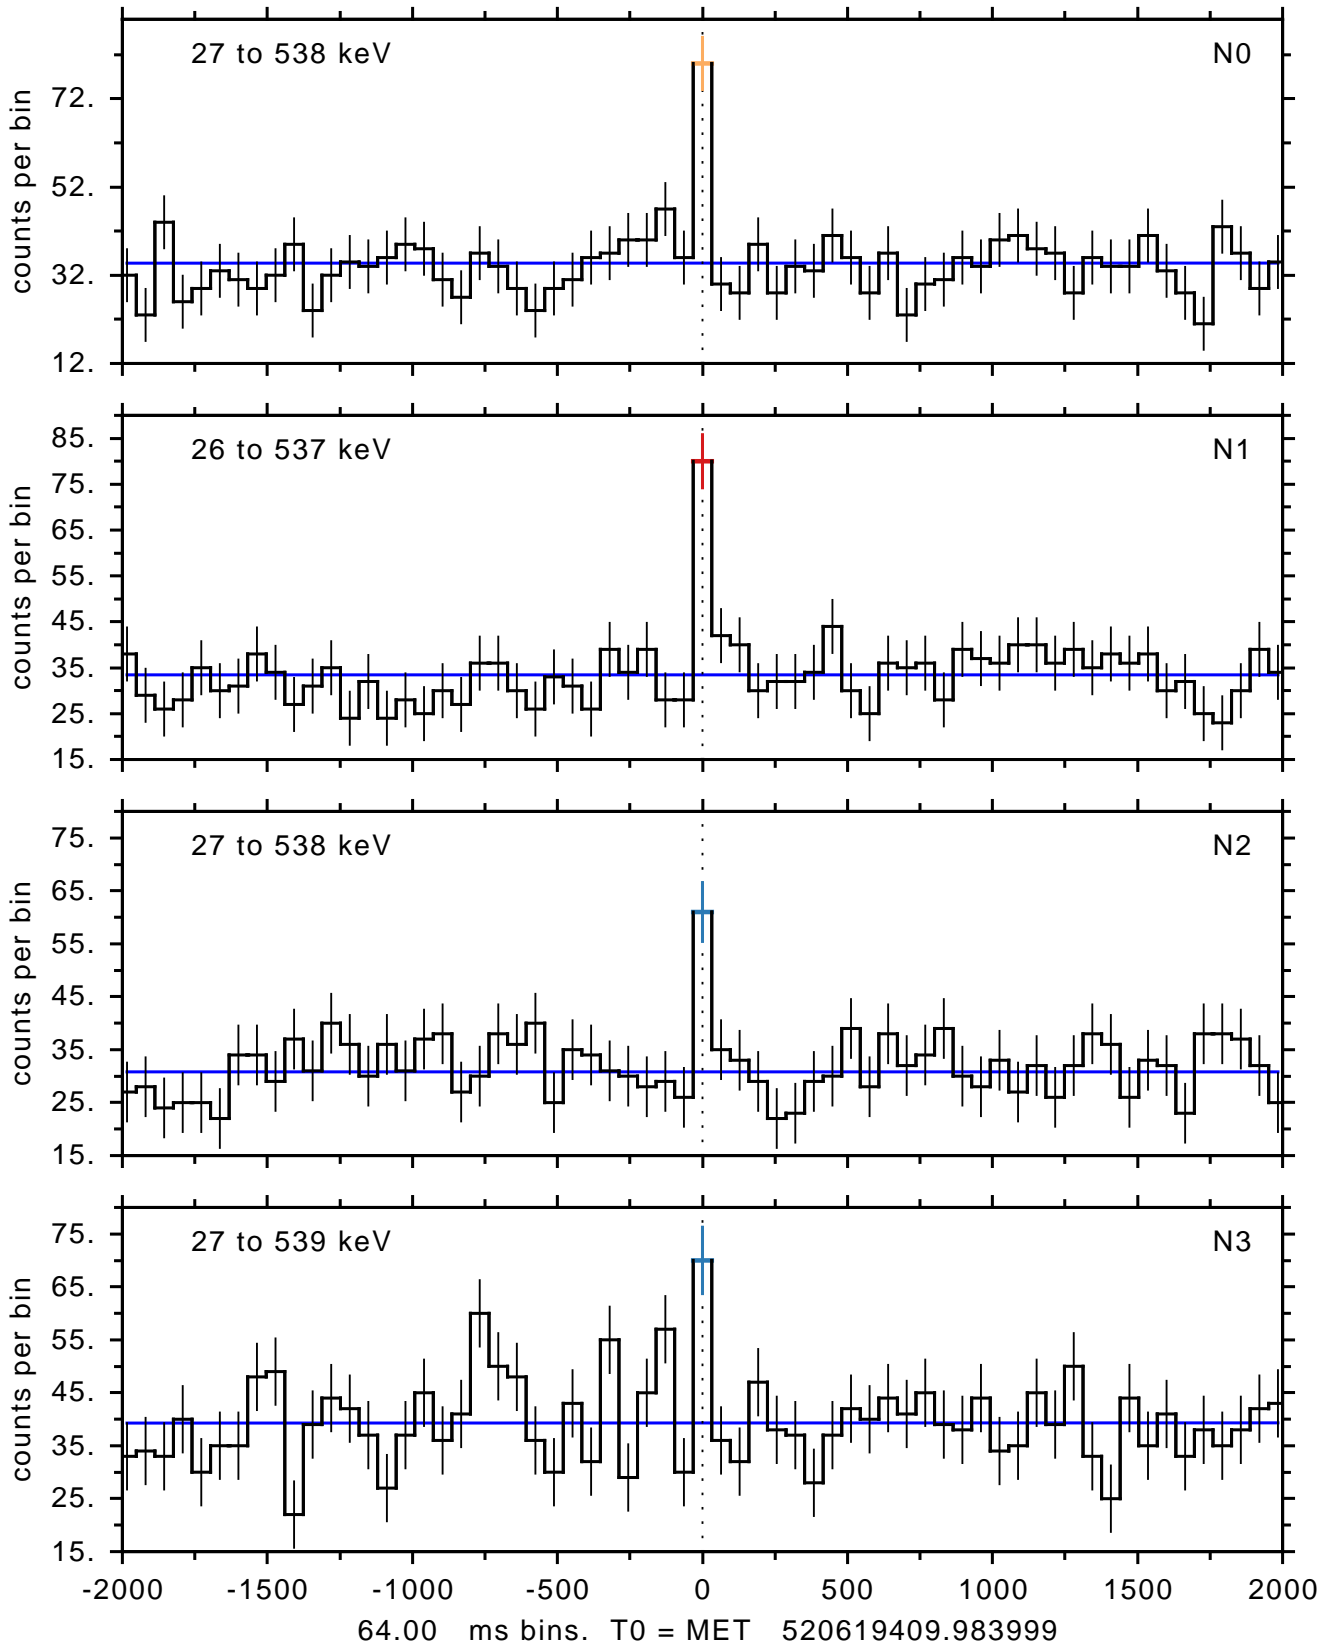 27 to 538 keV N0
72.
52.
32.
12.
counts per bin
26 to 537 keV N1
85.
75.
65.
55.
45.
35.
25.
15.
counts per bin
27 to 538 keV N2
75.
65.
55.
45.
35.
25.
15.
counts per bin
27 to 539 keV N3
75.
65.
55.
45.
35.
25.
15.
counts per bin
-2000 -1500 -1000 -500 0 500 1000 1500 2000
64.00 ms bins. T0 = MET 520619409.983999